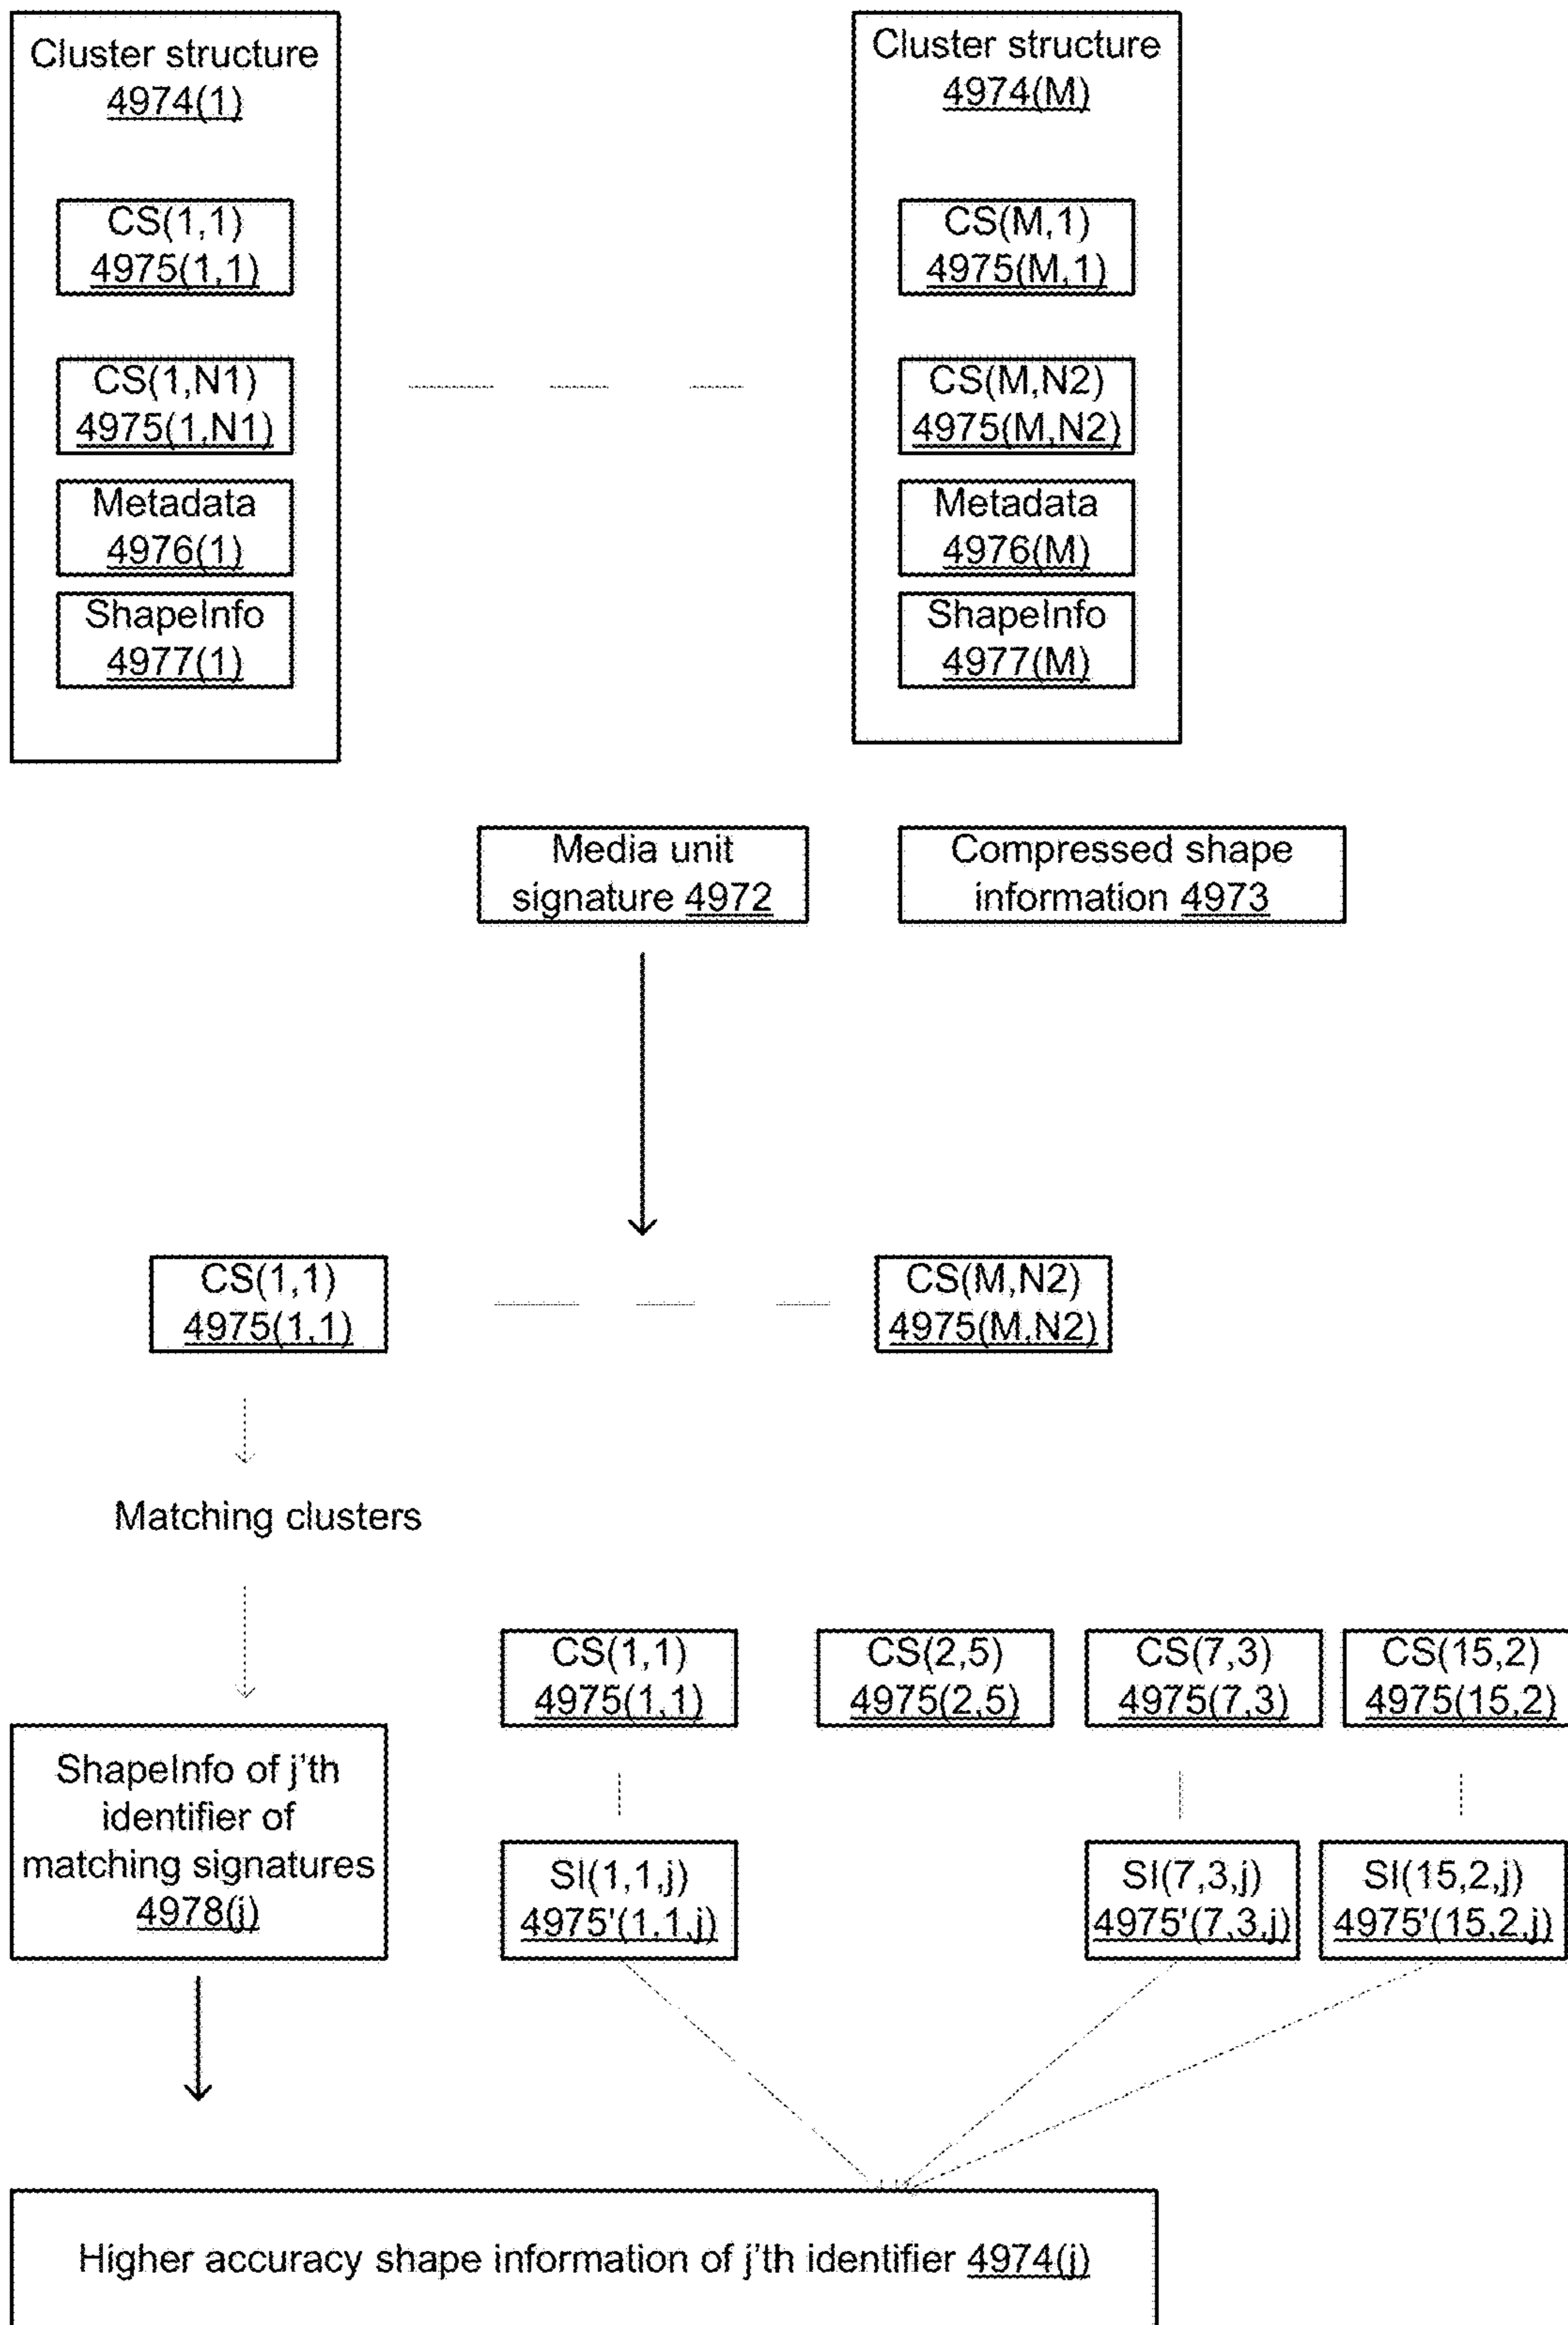 Cluster structure
4974(1)
CS(1,1)
4975(1,1)
CS(1,N1)
4975(1,N1)
Metadata
4976(1)
ShapeInfo
4977(1)
Cluster structure
4974(M)
CS(M,1)
4975(M,1)
CS(M,N2)
4975(M,N2)
Metadata
4976(M)
ShapeInfo
4977(M)
Media unit
signature 4972
Compressed shape
information 4973
CS(1,1)
4975(1,1)
CS(M,N2)
4975(M,N2)
Matching clusters
CS(1,1)
4975(1,1)
CS(2,5)
4975(2,5)
CS(7,3)
4975(7,3)
CS(15,2)
4975(15,2)
ShapeInfo of j'th
identifier of
matching signatures
4978(j)
SI(1,1,j)
4975'(1,1,j)
SI(7,3,j)
4975'(7,3,j)
SI(15,2,j)
4975'(15,2,j)
Higher accuracy shape information of j'th identifier 4974(j)